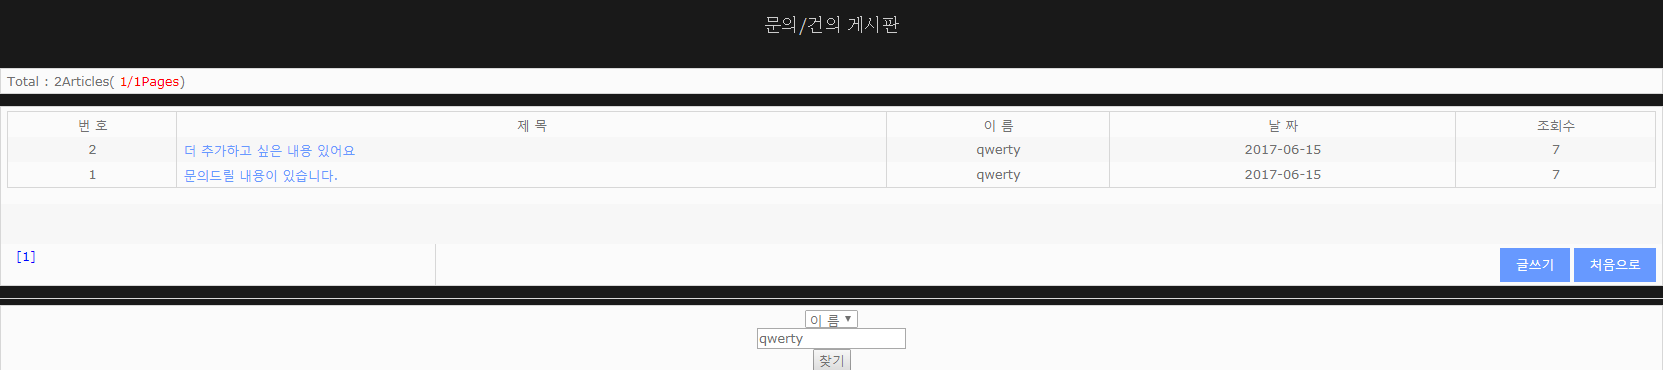 문의/건의 게시판
Total : 2Articles( 1/1Pages)
번 호 제 목 이 름 날 짜 조회수
2 더 추가하고 싶은 내용 있어요 qwerty 2017-06-15 7
1 문의드릴 내용이 있습니다. qwerty 2017-06-15 7
[1] 글쓰기 처음으로
이 름
qwerty
찾기